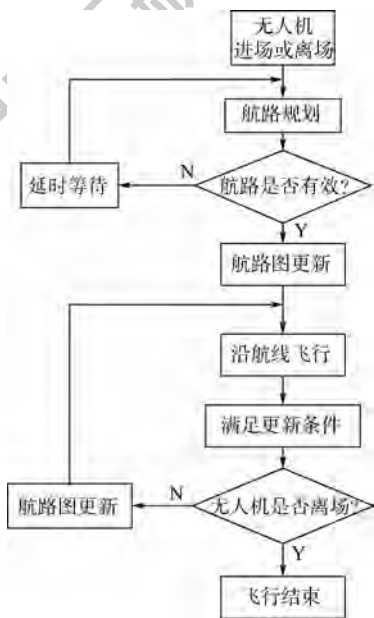 无人机
进场或离场
航路规划
延时等待
N
航路是否有效?
Y
航路图更新
沿航线飞行
满足更新条件
航路图更新
N
无人机是否离场?
Y
飞行结束